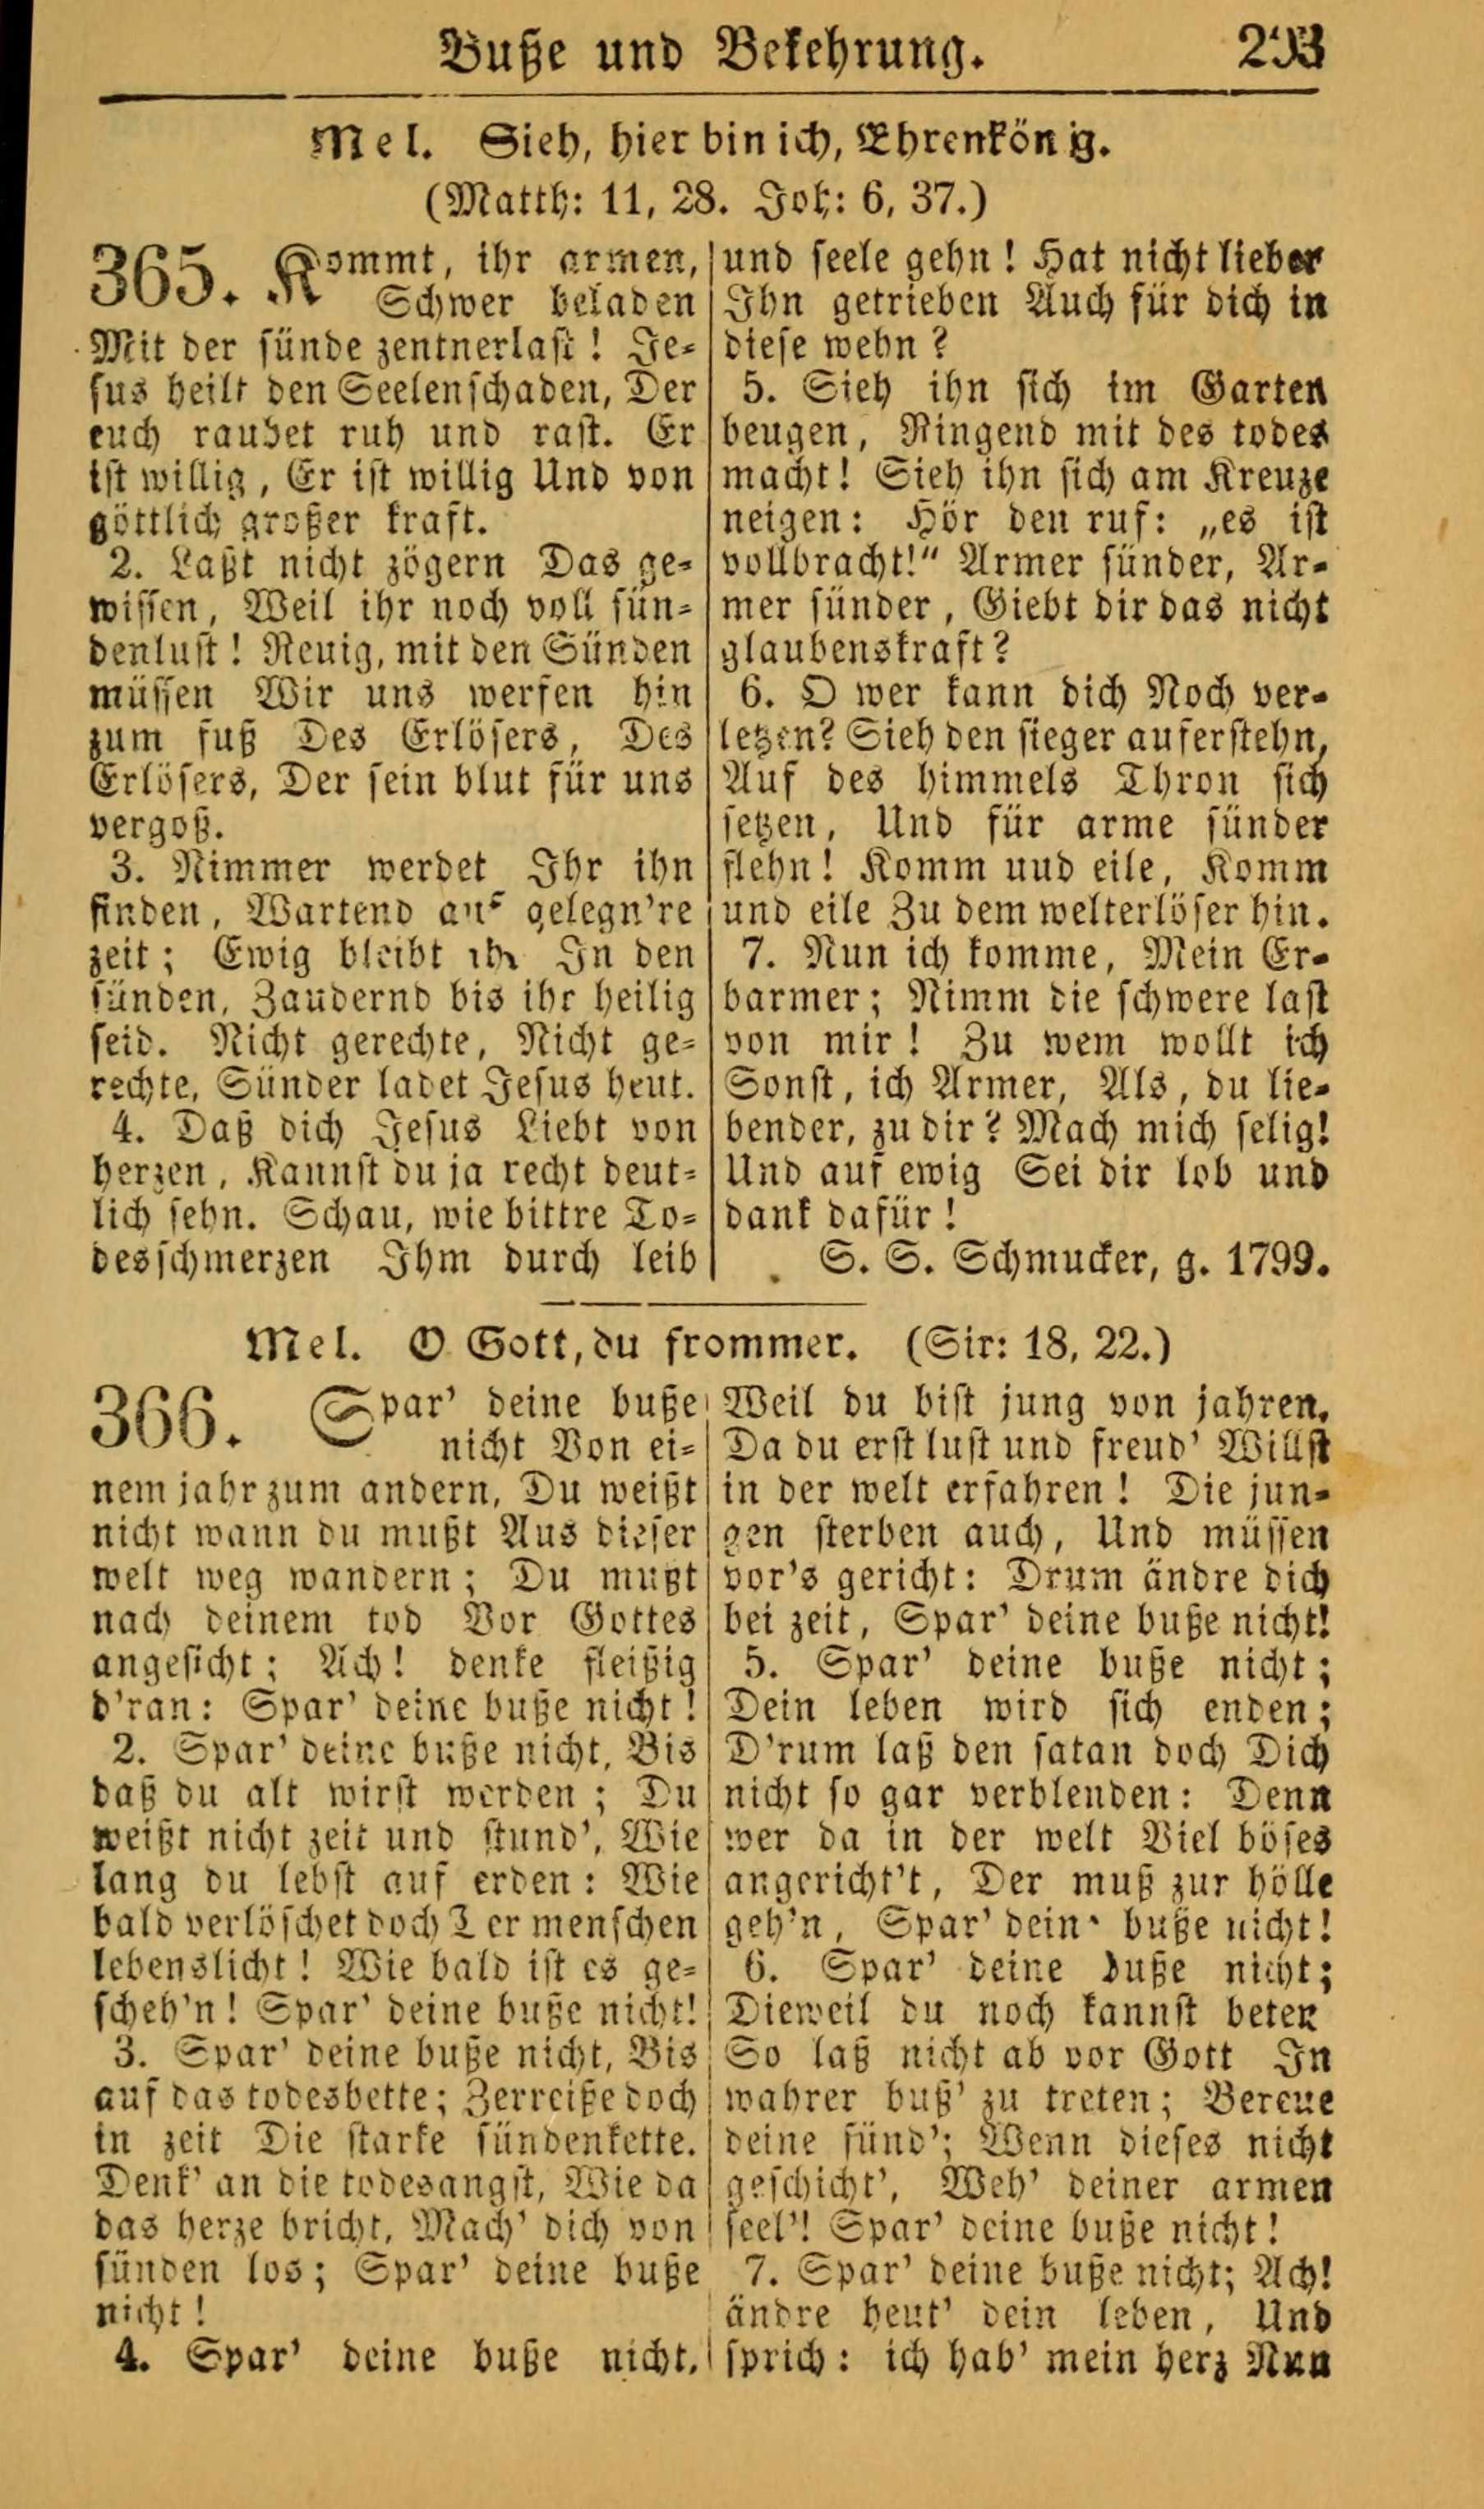 Buße und Bekehrung.
Mel. Sieh, hier bin ich, Ehrenkönig.
(Matth: 11, 28. Joh: 6, 37.)
365. Kommt, ihr armen,
Schwer beladen
Mit der sünde zentnerlast! Je-
sus heilt den Seelenschaden, Der
euch raubet ruh und rast. Er
ist willig, Er ist willig Und von
göttlich großer kraft.
2. Laßt nicht zögern Das ge-
wissen, Weil ihr noch voll sün-
denlust! Reuig, mit den Sünden
müssen Wir uns werfen hin
zum fuß Des Erlösers, Des
Erlösers, Der sein blut für uns
vergoß.
3. Nimmer werdet Ihr ihn
finden, Wartend auf gelegn're
zeit; Ewig bleibt ihr In den
sünden, Zaudernd bis ihr heilig
seid. Nicht gerechte, Nicht ge-
rechte, Sünder ladet Jesus heut.
4. Daß dich Jesus Liebt von
herzen, Kannst du ja recht deut-
lich sehn. Schau, wie bittre To-
desschmerzen Ihm durch leib
und seele gehn! Hat nicht lieber
Ihn getrieben Auch für dich in
diese wehn?
5. Sieh ihn sich im Garten
beugen, Ringend mit des todes
macht! Sieh ihn sich am Kreuze
neigen: Hör den ruf: „es ist
vollbracht!“ Armer sünder, Ar-
mer sünder, Giebt dir das nicht
glaubenskraft?
6. O wer kann dich Noch ver-
letzen? Sieh den sieger auferstehn,
Auf des himmels Thron sich
setzen, Und für arme sünder
flehn! Komm uud eile, Komm
und eile Zu dem welterlöser hin.
7. Nun ich komme, Mein Er-
barmer; Nimm die schwere last
von mir! Zu wem wollt ich
Sonst, ich Armer, Als, du lie-
bender, zu dir? Mach mich selig!
Und auf ewig Sei dir lob und
dank dafür!
S. S. Schmucker, g. 1799.
Mel. O Gott, du frommer. (Sir: 18, 22.)
366. Spar' deine buße
nicht Von ei-
nem jahr zum andern, Du weißt
nicht wann du mußt Aus dieser
welt weg wandern; Du mußt
nach deinem tod Vor Gottes
angesicht; Ach! denke fleißig
d'ran: Spar' deine buße nicht!
2. Spar' deine buße nicht, Bis
daß du alt wirst werden; Du
weißt nicht zeit und stund', Wie
lang du lebst auf erden: Wie
bald verlöschet doch Der menschen
lebenslicht! Wie bald ist es ge-
scheh'n! Spar' deine buße nicht!
3. Spar' deine buße nicht, Bis
auf das todesbette; Zerreiße doch
in zeit Die starke sündenkette.
Denk' an die todesangst, Wie da
das herze bricht, Mach' dich von
sünden los; Spar' deine buße
nicht!
4. Spar' deine buße nicht,
Weil du bist jung von jahren,
Da du erst lust und freud' Willst
in der welt erfahren! Die jun-
gen sterben auch, Und müssen
vor's gericht: Drum ändre dich
bei zeit, Spar' deine buße nicht!
5. Spar' deine buße nicht;
Dein leben wird sich enden;
D'rum laß den satan doch Dich
nicht so gar verblenden: Denn
wer da in der welt Viel böses
angericht't, Der muß zur hölle
geh'n, Spar' dein' buße nicht!
6. Spar' deine buße nicht;
Dieweil du noch kannst beten
So laß nicht ab vor Gott In
wahrer buß' zu treten; Bereue
deine sünd'; Wenn dieses nicht
geschicht', Weh' deiner armen
seel'! Spar' deine buße nicht!
7. Spar' deine buße nicht; Ach!
ändre heut' dein leben, Und
sprich: ich hab' mein herz Nun